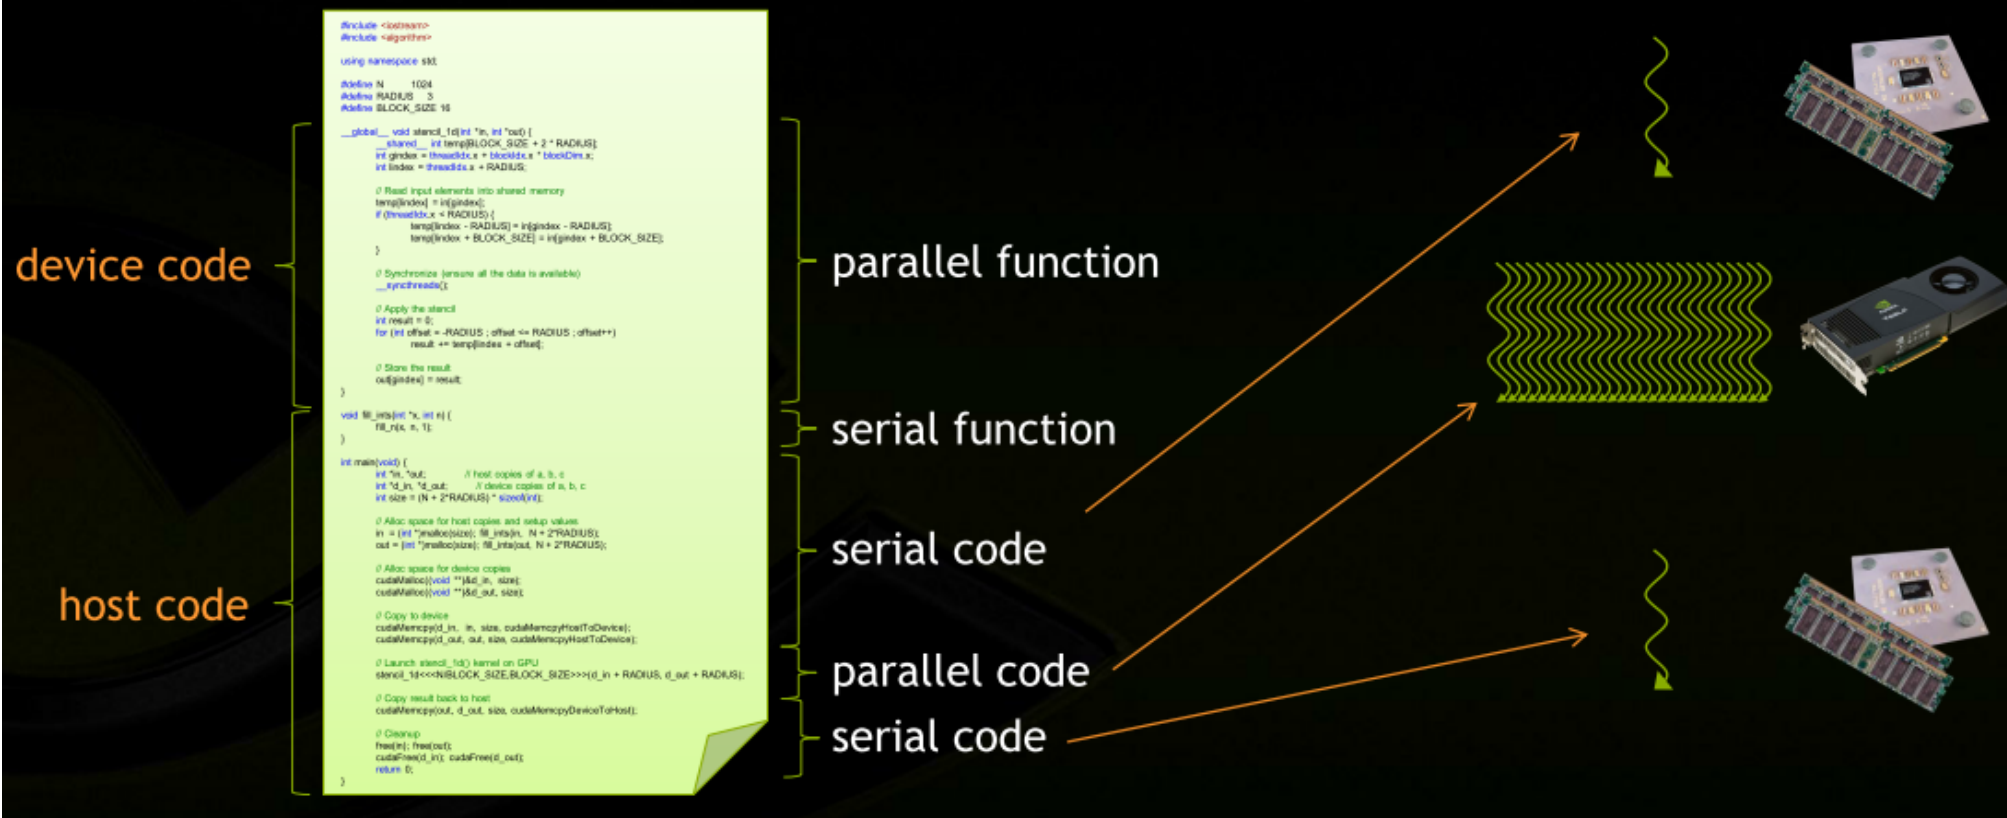 #include <iostream>
#include <algorithm>
using namespace std;
#define N 1024
#define RADIUS 3
#define BLOCK_SIZE 16
__global__ void stencil_1d(int *in, int *out) {
__shared__ int temp[BLOCK_SIZE + 2 * RADIUS];
int gindex = threadIdx.x + blockIdx.x * blockDim.x;
int lindex = threadIdx.x + RADIUS;
// Read input elements into shared memory
temp[lindex] = in[gindex];
if (threadIdx.x < RADIUS) {
temp[lindex - RADIUS] = in[gindex - RADIUS];
temp[lindex + BLOCK_SIZE] = in[gindex + BLOCK_SIZE];
}
// Synchronize (ensure all the data is available)
__syncthreads();
// Apply the stencil
int result = 0;
for (int offset = -RADIUS ; offset <= RADIUS ; offset++)
result += temp[lindex + offset];
// Store the result
out[gindex] = result;
}
void fill_ints(int *x, int n) {
fill_n(x, n, 1);
}
int main(void) {
int *in, *out; // host copies of a, b, c
int *d_in, *d_out; // device copies of a, b, c
int size = (N + 2*RADIUS) * sizeof(int);
// Alloc space for host copies and setup values
in = (int *)malloc(size); fill_ints(in, N + 2*RADIUS);
out = (int *)malloc(size); fill_ints(out, N + 2*RADIUS);
// Alloc space for device copies
cudaMalloc((void **)&d_in, size);
cudaMalloc((void **)&d_out, size);
// Copy to device
cudaMemcpy(d_in, in, size, cudaMemcpyHostToDevice);
cudaMemcpy(d_out, out, size, cudaMemcpyHostToDevice);
// Launch stencil_1d() kernel on GPU
stencil_1d<<<N/BLOCK_SIZE,BLOCK_SIZE>>>(d_in + RADIUS, d_out + RADIUS);
// Copy result back to host
cudaMemcpy(out, d_out, size, cudaMemcpyDeviceToHost);
// Cleanup
free(in); free(out);
cudaFree(d_in); cudaFree(d_out);
return 0;
}
device code
host code
parallel function
serial function
serial code
parallel code
serial code